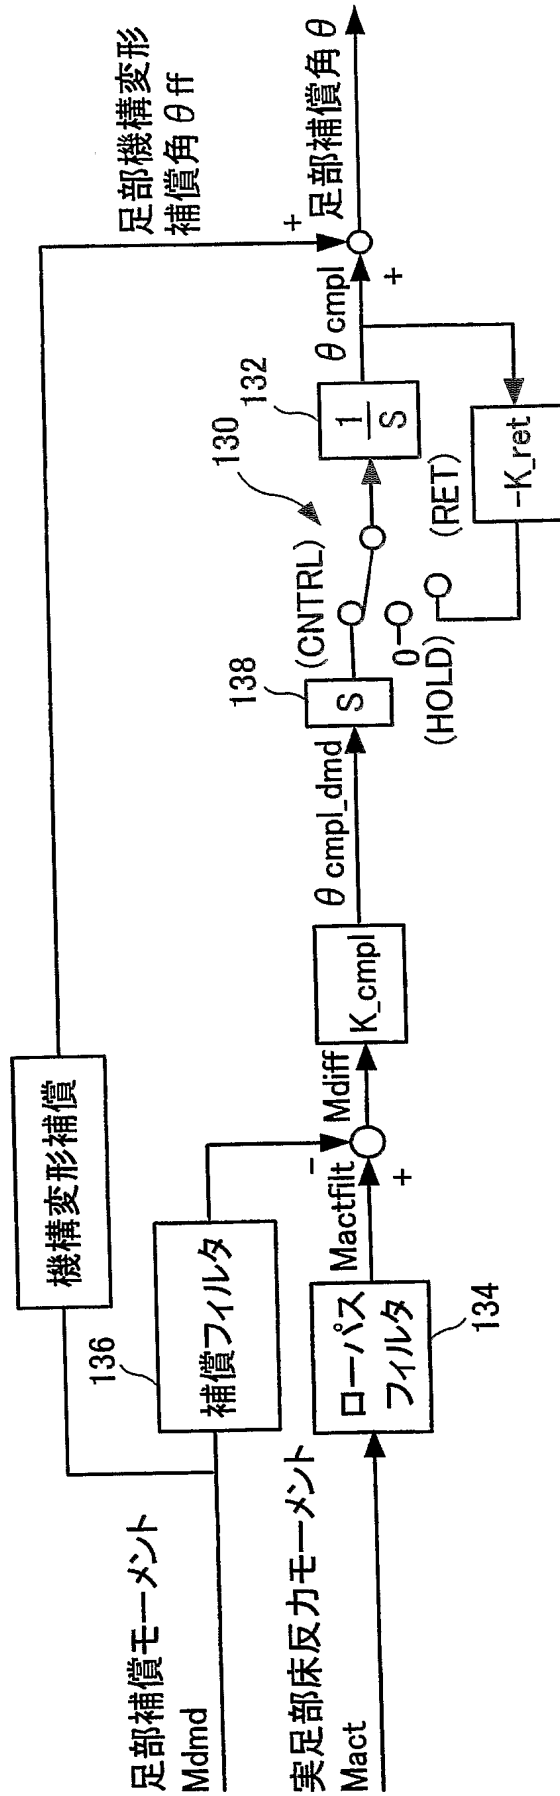 足部補償モーメント
Mdmd
実足部床反力モーメント
Mact
機構変形補償
136
補償フィルタ
ローパス
フィルタ
134
Mactfilt
−
+
Mdiff
K_cmpl
θ cmpl_dmd
138
S
(CNTRL)
0
(HOLD)
(RET)
130
132
1
S
−K_ret
θ cmpl
+
+
足部機構変形
補償角 θ ff
足部補償角 θ